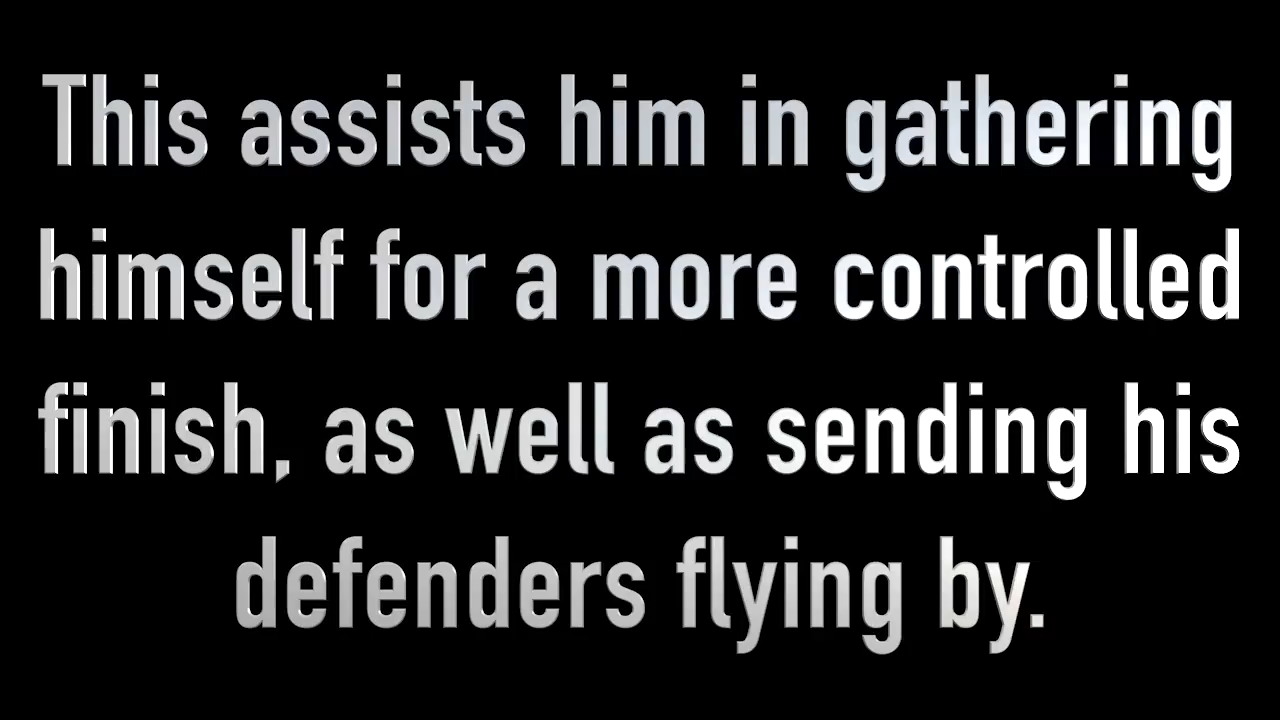 This assists him in gathering
himself for a more controlled
finish, as well as sending his
defenders flying by.